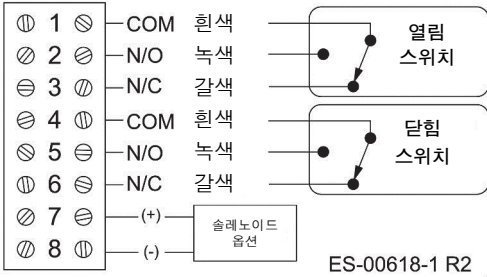 1 COM 흰색
2 N/O 녹색
3 N/C 갈색
열림
스위치
4 COM 흰색
5 N/O 녹색
6 N/C 갈색
닫힘
스위치
7 (+)
8 (-)
솔레노이드
옵션
ES-00618-1 R2